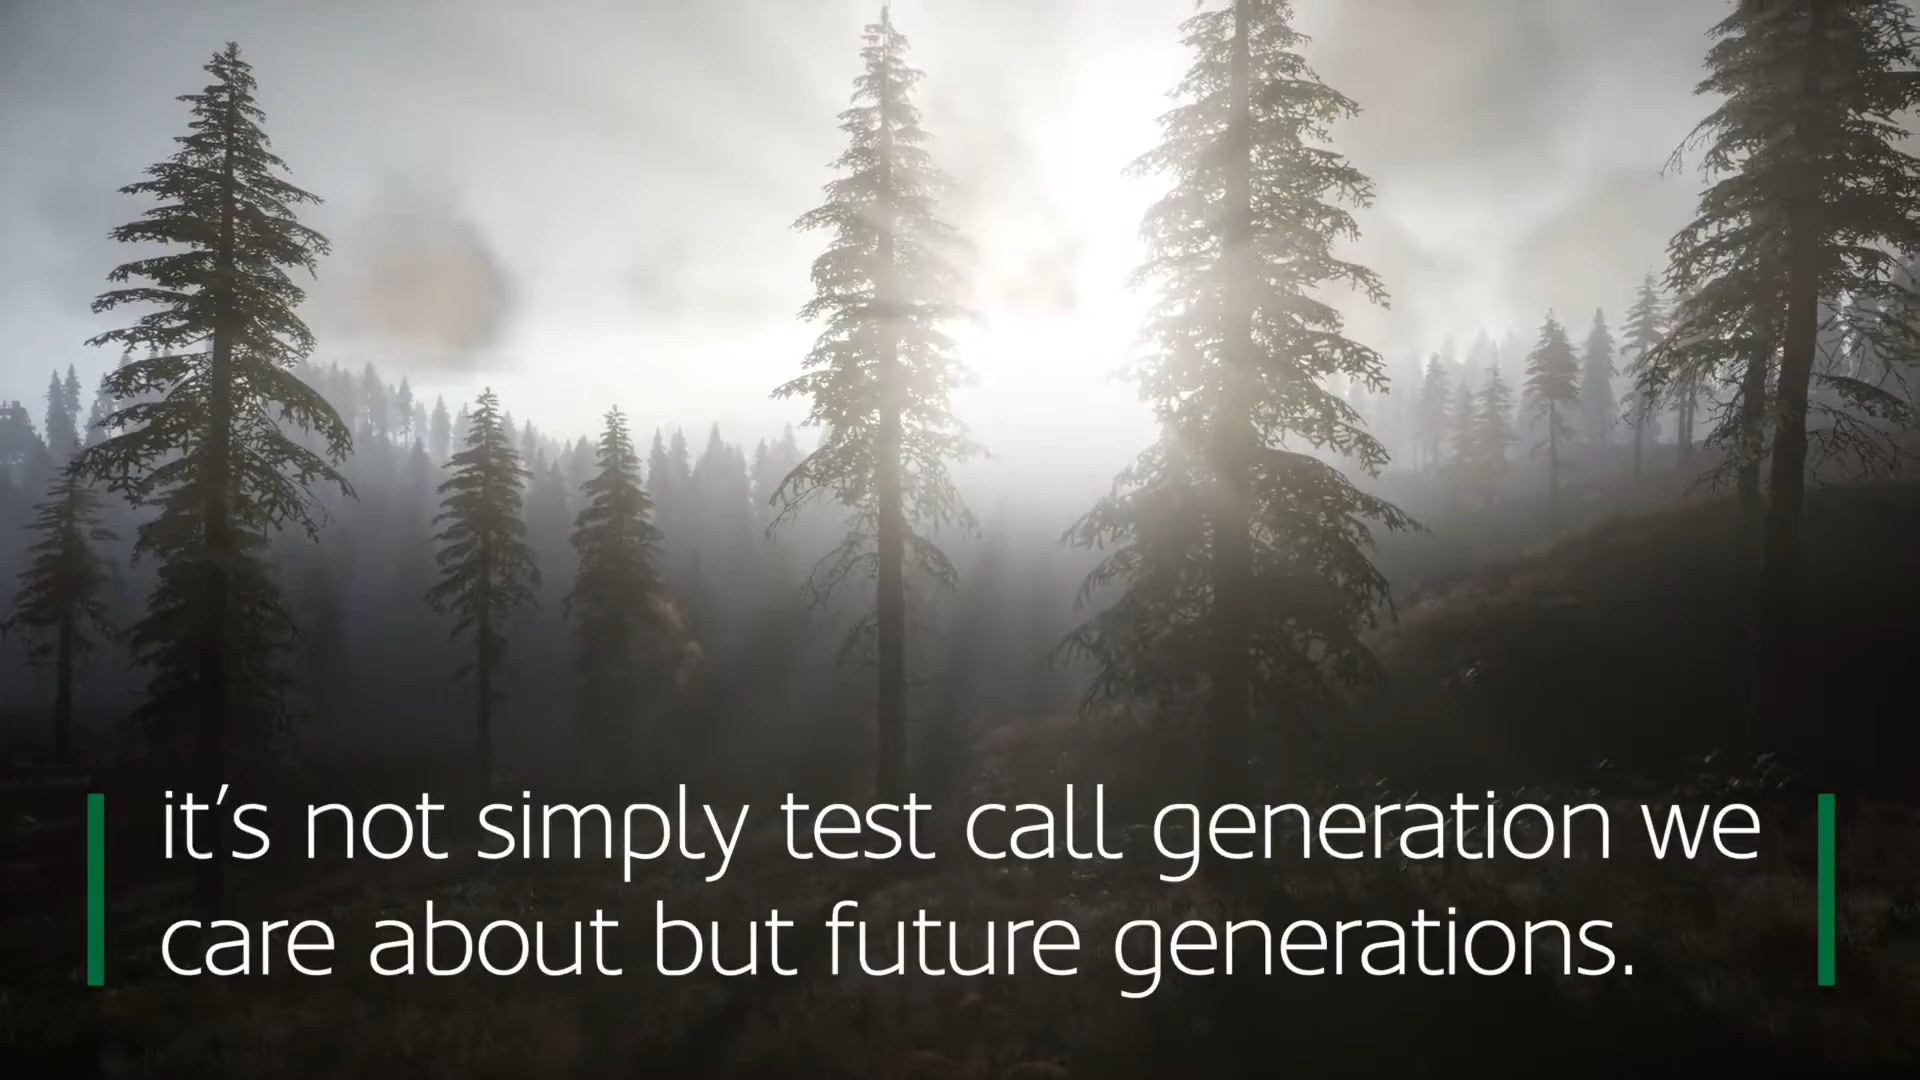 it’s not simply test call generation we
care about but future generations.